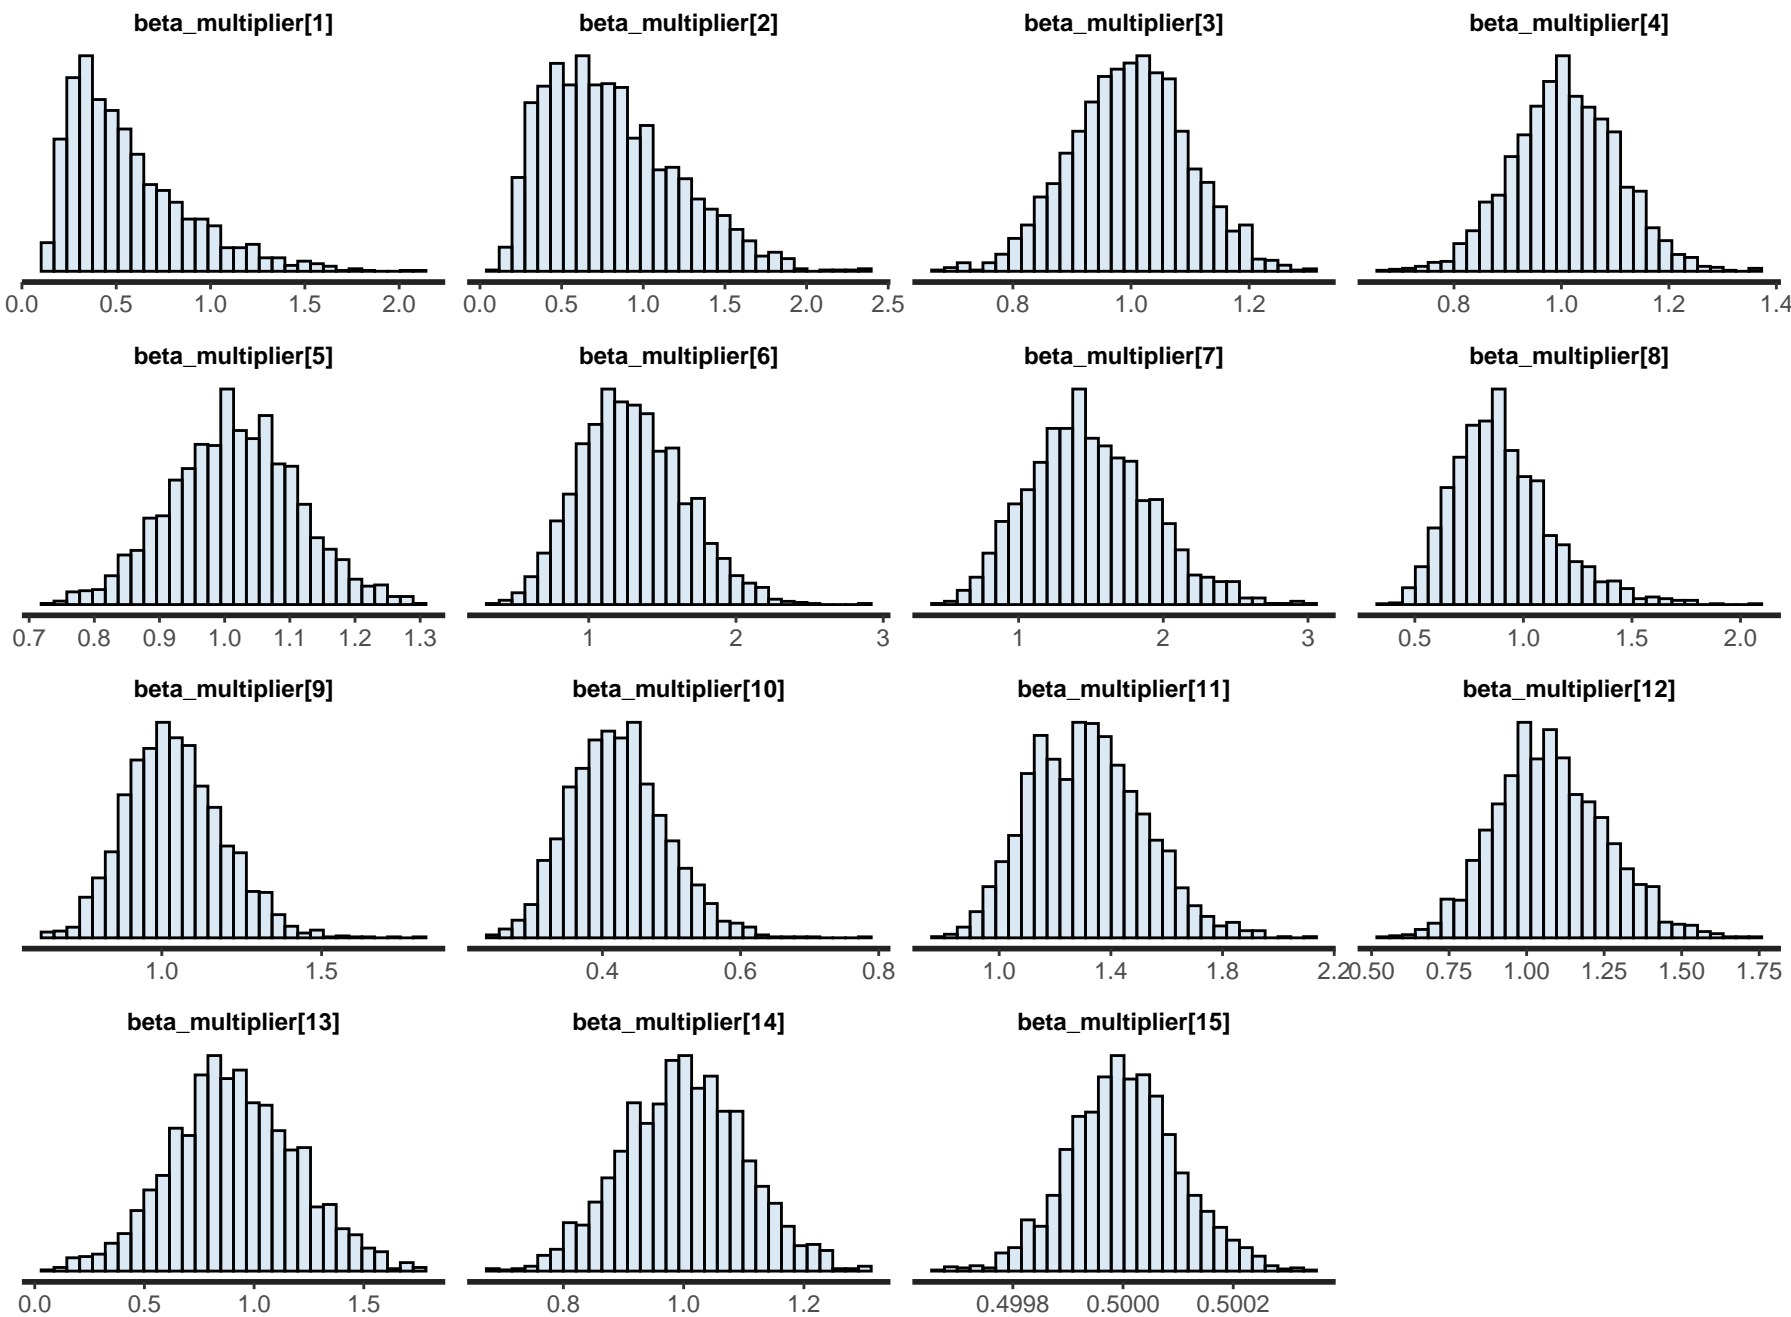 beta_multiplier[1] beta_multiplier[2] beta_multiplier[3] beta_multiplier[4]
0.0 0.5 1.0 1.5 2.0 0.0 0.5 1.0 1.5 2.0 2.5 0.8 1.0 1.2 0.8 1.0 1.2 1.4
beta_multiplier[5] beta_multiplier[6] beta_multiplier[7] beta_multiplier[8]
0.7 0.8 0.9 1.0 1.1 1.2 1.3 1 2 3 1 2 3 0.5 1.0 1.5 2.0
beta_multiplier[9] beta_multiplier[10] beta_multiplier[11] beta_multiplier[12]
1.0 1.5 0.4 0.6 0.8 1.0 1.4 1.8 2.2 0.50 0.75 1.00 1.25 1.50 1.75
beta_multiplier[13] beta_multiplier[14] beta_multiplier[15]
0.0 0.5 1.0 1.5 0.8 1.0 1.2 0.4998 0.5000 0.5002